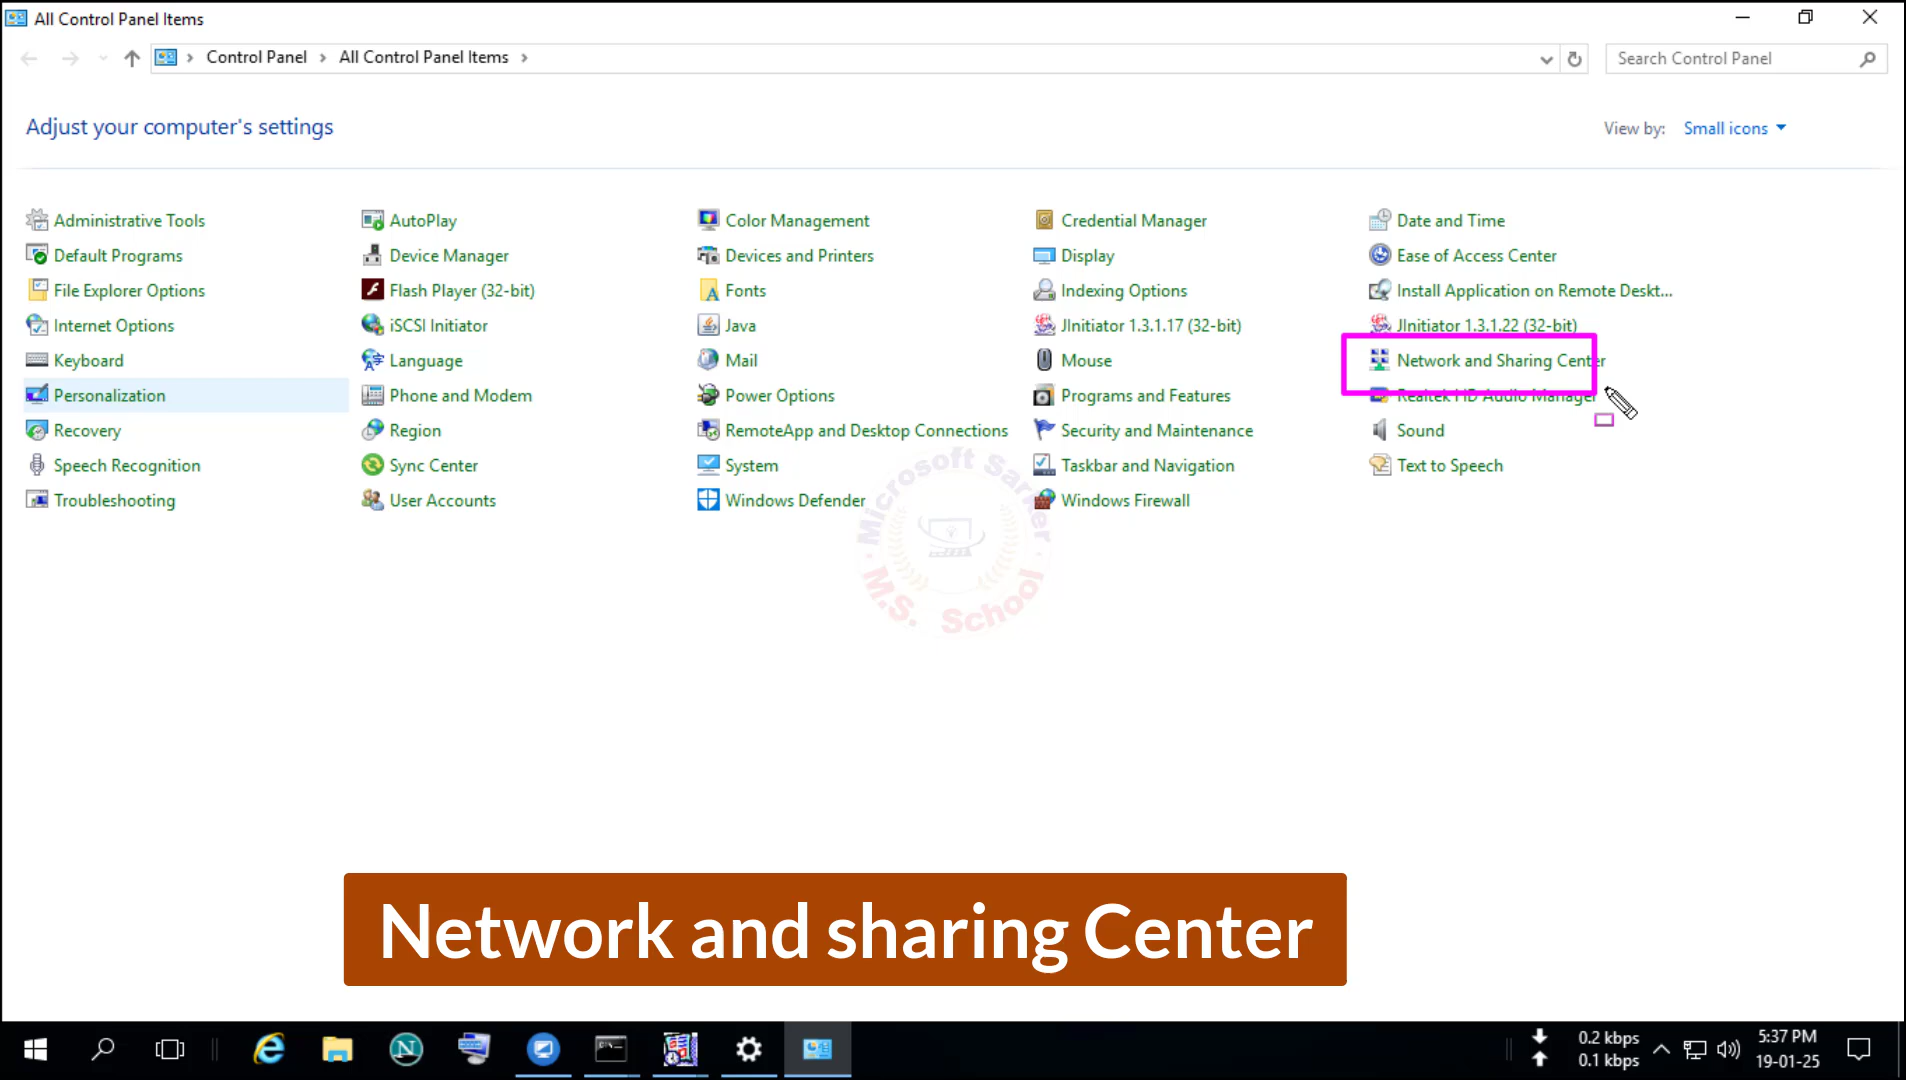 All Control Panel Items
Control Panel
All Control Panel Items
Search Control Panel
Adjust your computer's settings
View by:
Small icons
Administrative Tools
AutoPlay
Color Management
Credential Manager
Date and Time
Default Programs
Device Manager
Devices and Printers
Display
Ease of Access Center
File Explorer Options
Flash Player (32-bit)
Fonts
Indexing Options
Install Application on Remote Deskt...
Internet Options
iSCSI Initiator
Java
JInitiator 1.3.1.17 (32-bit)
JInitiator 1.3.1.22 (32-bit)
Keyboard
Language
Mail
Mouse
Network and Sharing Center
Personalization
Phone and Modem
Power Options
Programs and Features
Realtek HD Audio Manager
Recovery
Region
RemoteApp and Desktop Connections
Security and Maintenance
Sound
Speech Recognition
Sync Center
System
Taskbar and Navigation
Text to Speech
Troubleshooting
User Accounts
Windows Defender
Windows Firewall
Microsoft Sarker
M.S. School
Network and sharing Center
0.2 kbps
0.1 kbps
5:37 PM
19-01-25